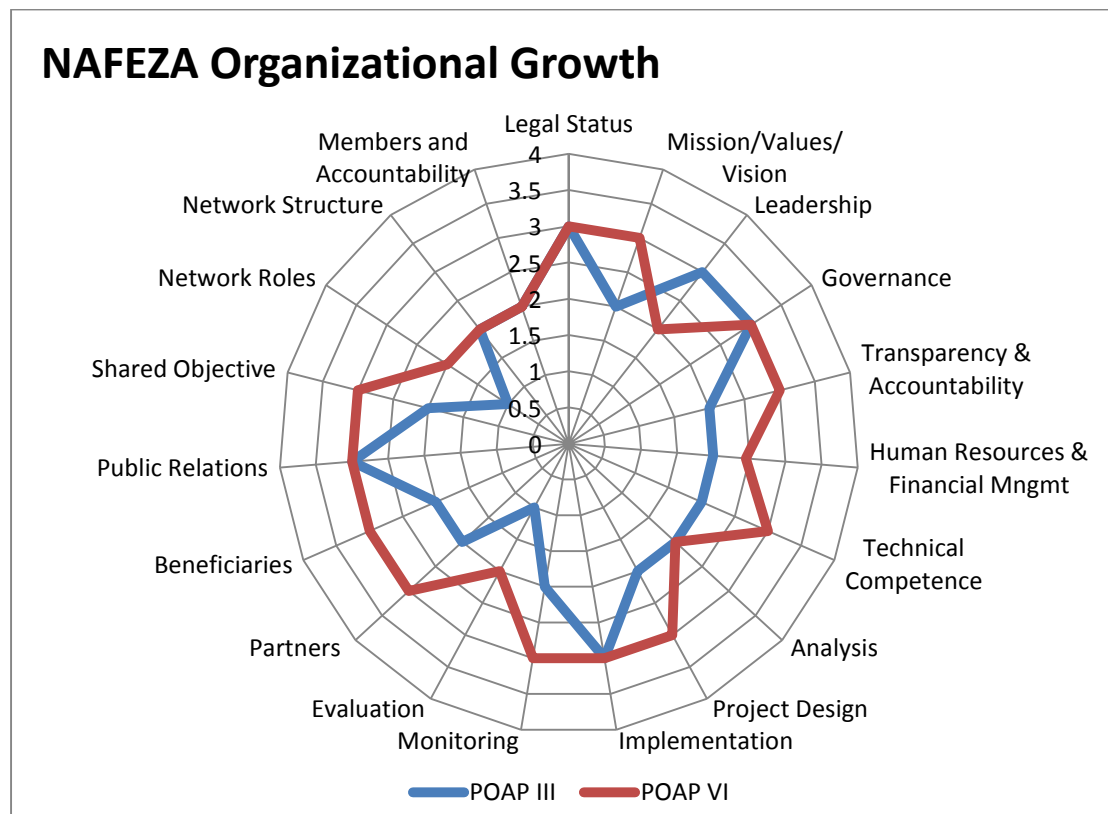 NAFEZA Organizational Growth
Legal Status
Mission/Values/
Vision
Leadership
Governance
Transparency &
Accountability
Human Resources &
Financial Mngmt
Technical
Competence
Analysis
Project Design
Implementation
Monitoring
Evaluation
Partners
Beneficiaries
Public Relations
Shared Objective
Network Roles
Network Structure
Members and
Accountability
4
3.5
3
2.5
2
1.5
1
0.5
0
POAP III
POAP VI